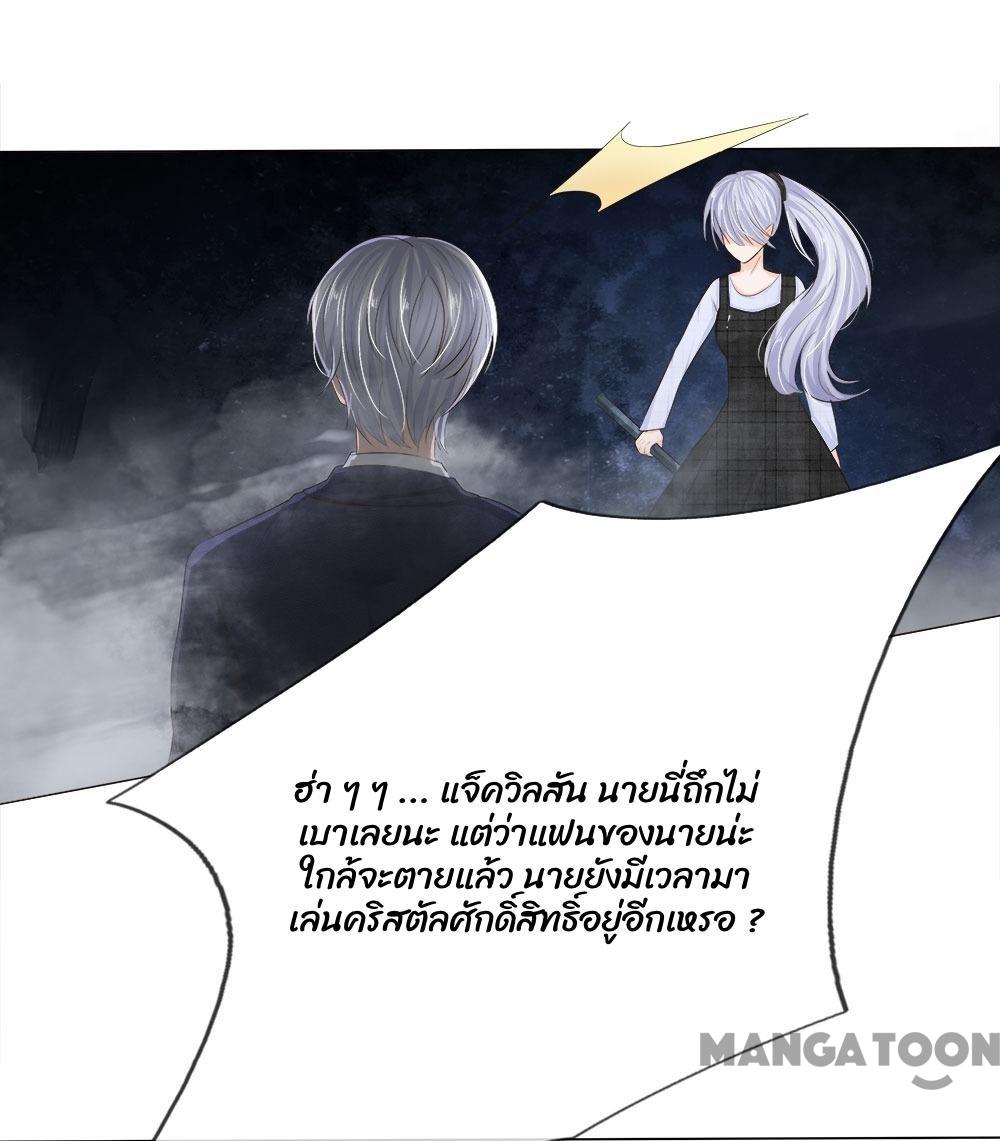 ฮ่า ๆ ๆ ... แจ็ควิลสัน นายนี่ถึกไม่
เบาเลยนะ แต่ว่าแฟนของนายน่ะ
ใกล้จะตายแล้ว นายยังมีเวลามา
เล่นคริสตัลศักดิ์สิทธิ์อยู่อีกเหรอ ?
MANGATOON